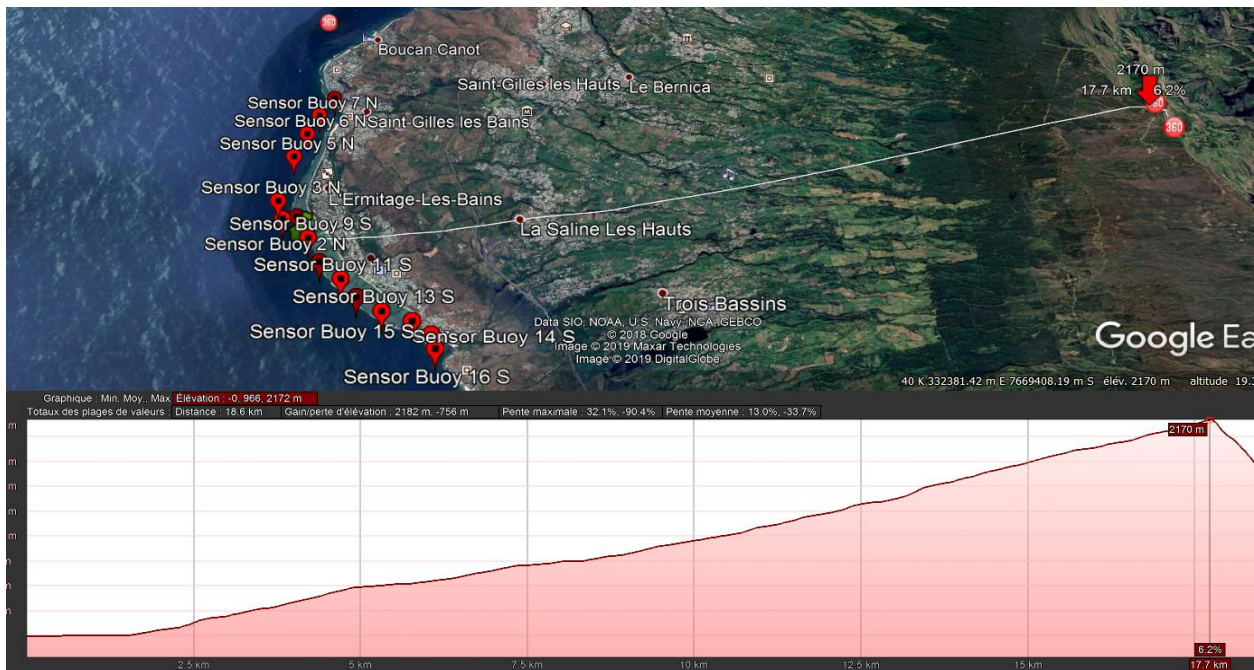 360
Boucan Canot
Saint-Gilles les Hauts
Le Bernica
2170 m
17.7 km
6.2%
360
360
Sensor Buoy 7 N
Sensor Buoy 6 N
Saint-Gilles les Bains
Sensor Buoy 5 N
Sensor Buoy 3 N
L'Ermitage-Les-Bains
Sensor Buoy 9 S
La Saline Les Hauts
Sensor Buoy 2 N
Sensor Buoy 11 S
Sensor Buoy 13 S
Trois-Bassins
Sensor Buoy 15 S
Sensor Buoy 14 S
Sensor Buoy 16 S
Data SIO, NOAA, U.S. Navy, NGA, GEBCO
© 2018 Google
Image © 2019 Maxar Technologies
Image © 2019 DigitalGlobe
Google Ea
40 K 332381.42 m E 7669408.19 m S élév. 2170 m altitude 19.3
Graphique : Min. Moy., Max Élévation : -0, 966, 2172 m
Totaux des plages de valeurs : Distance : 18.6 km Gain/perte d'élévation : 2182 m, -756 m Pente maximale : 32.1%, -90.4% Pente moyenne : 13.0%, -33.7%
m
2170 m
m
m
m
m
m
m
m
6.2%
2.5 km 5 km 7.5 km 10 km 12.5 km 15 km 17.7 km